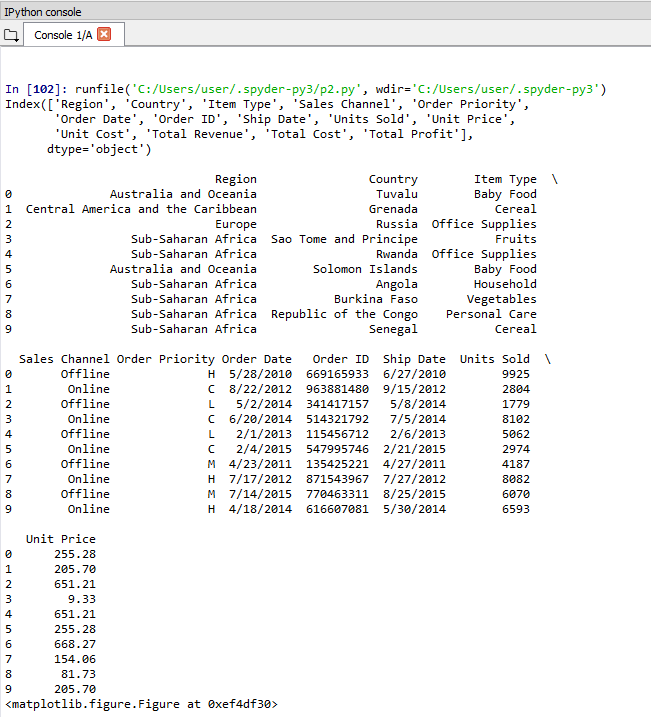 IPython console
Console 1/A
In [102]: runfile('C:/Users/user/.spyder-py3/p2.py', wdir='C:/Users/user/.spyder-py3')
Index(['Region', 'Country', 'Item Type', 'Sales Channel', 'Order Priority',
'Order Date', 'Order ID', 'Ship Date', 'Units Sold', 'Unit Price',
'Unit Cost', 'Total Revenue', 'Total Cost', 'Total Profit'],
dtype='object')
Region Country Item Type \
0 Australia and Oceania Tuvalu Baby Food
1 Central America and the Caribbean Grenada Cereal
2 Europe Russia Office Supplies
3 Sub-Saharan Africa Sao Tome and Principe Fruits
4 Sub-Saharan Africa Rwanda Office Supplies
5 Australia and Oceania Solomon Islands Baby Food
6 Sub-Saharan Africa Angola Household
7 Sub-Saharan Africa Burkina Faso Vegetables
8 Sub-Saharan Africa Republic of the Congo Personal Care
9 Sub-Saharan Africa Senegal Cereal
Sales Channel Order Priority Order Date Order ID Ship Date Units Sold \
0 Offline H 5/28/2010 669165933 6/27/2010 9925
1 Online C 8/22/2012 963881480 9/15/2012 2804
2 Offline L 5/2/2014 341417157 5/8/2014 1779
3 Online C 6/20/2014 514321792 7/5/2014 8102
4 Offline L 2/1/2013 115456712 2/6/2013 5062
5 Online C 2/4/2015 547995746 2/21/2015 2974
6 Offline M 4/23/2011 135425221 4/27/2011 4187
7 Online H 7/17/2012 871543967 7/27/2012 8082
8 Offline M 7/14/2015 770463311 8/25/2015 6070
9 Online H 4/18/2014 616607081 5/30/2014 6593
Unit Price
0 255.28
1 205.70
2 651.21
3 9.33
4 651.21
5 255.28
6 668.27
7 154.06
8 81.73
9 205.70
<matplotlib.figure.Figure at 0xef4df30>